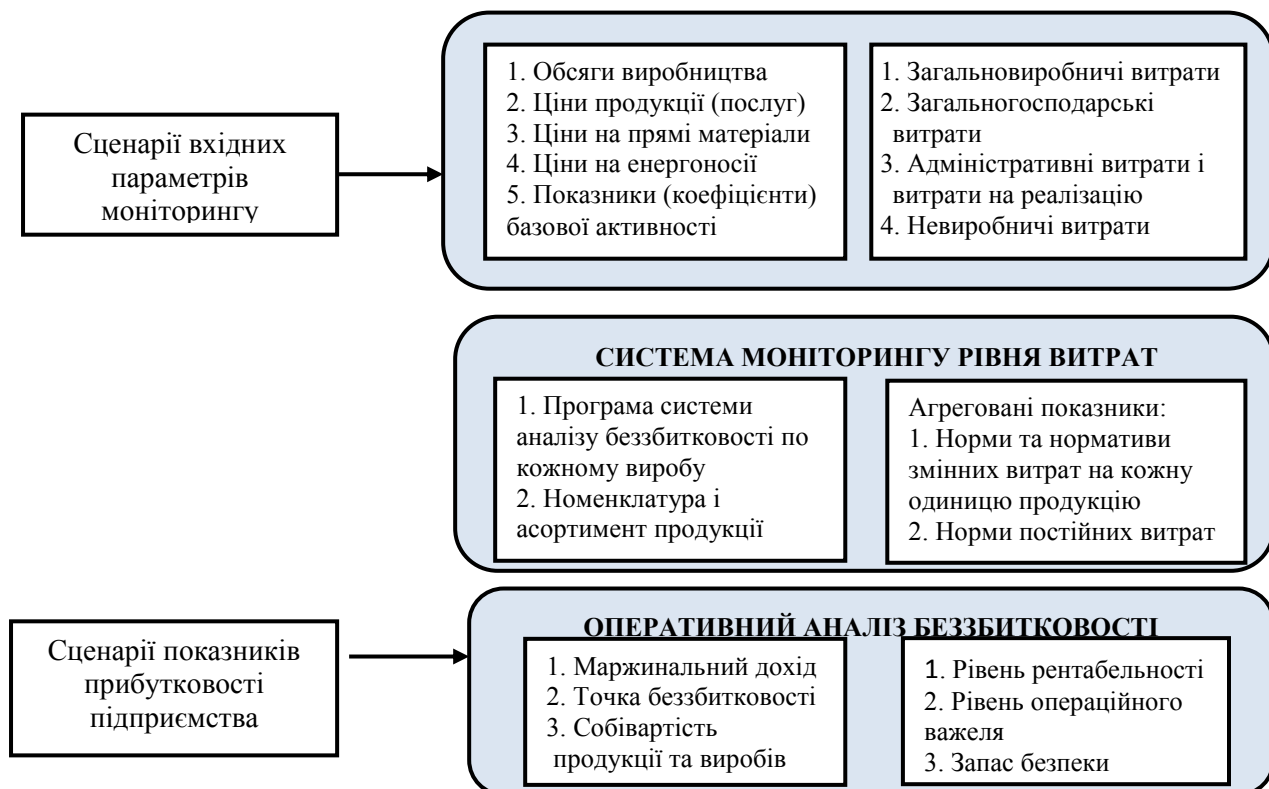 Сценарії вхідних
параметрів
моніторингу
1. Обсяги виробництва
2. Ціни продукції (послуг)
3. Ціни на прямі матеріали
4. Ціни на енергоносії
5. Показники (коефіцієнти)
базової активності
1. Загальновиробничі витрати
2. Загальногосподарські
витрати
3. Адміністративні витрати і
витрати на реалізацію
4. Невиробничі витрати
СИСТЕМА МОНІТОРИНГУ РІВНЯ ВИТРАТ
1. Програма системи
аналізу беззбитковості по
кожному виробу
2. Номенклатура і
асортимент продукції
Агреговані показники:
1. Норми та нормативи
змінних витрат на кожну
одиницю продукцію
2. Норми постійних витрат
Сценарії показників
прибутковості
підприємства
ОПЕРАТИВНИЙ АНАЛІЗ БЕЗЗБИТКОВОСТІ
1. Маржинальний дохід
2. Точка беззбитковості
3. Собівартість
продукції та виробів
1. Рівень рентабельності
2. Рівень операційного
важеля
3. Запас безпеки